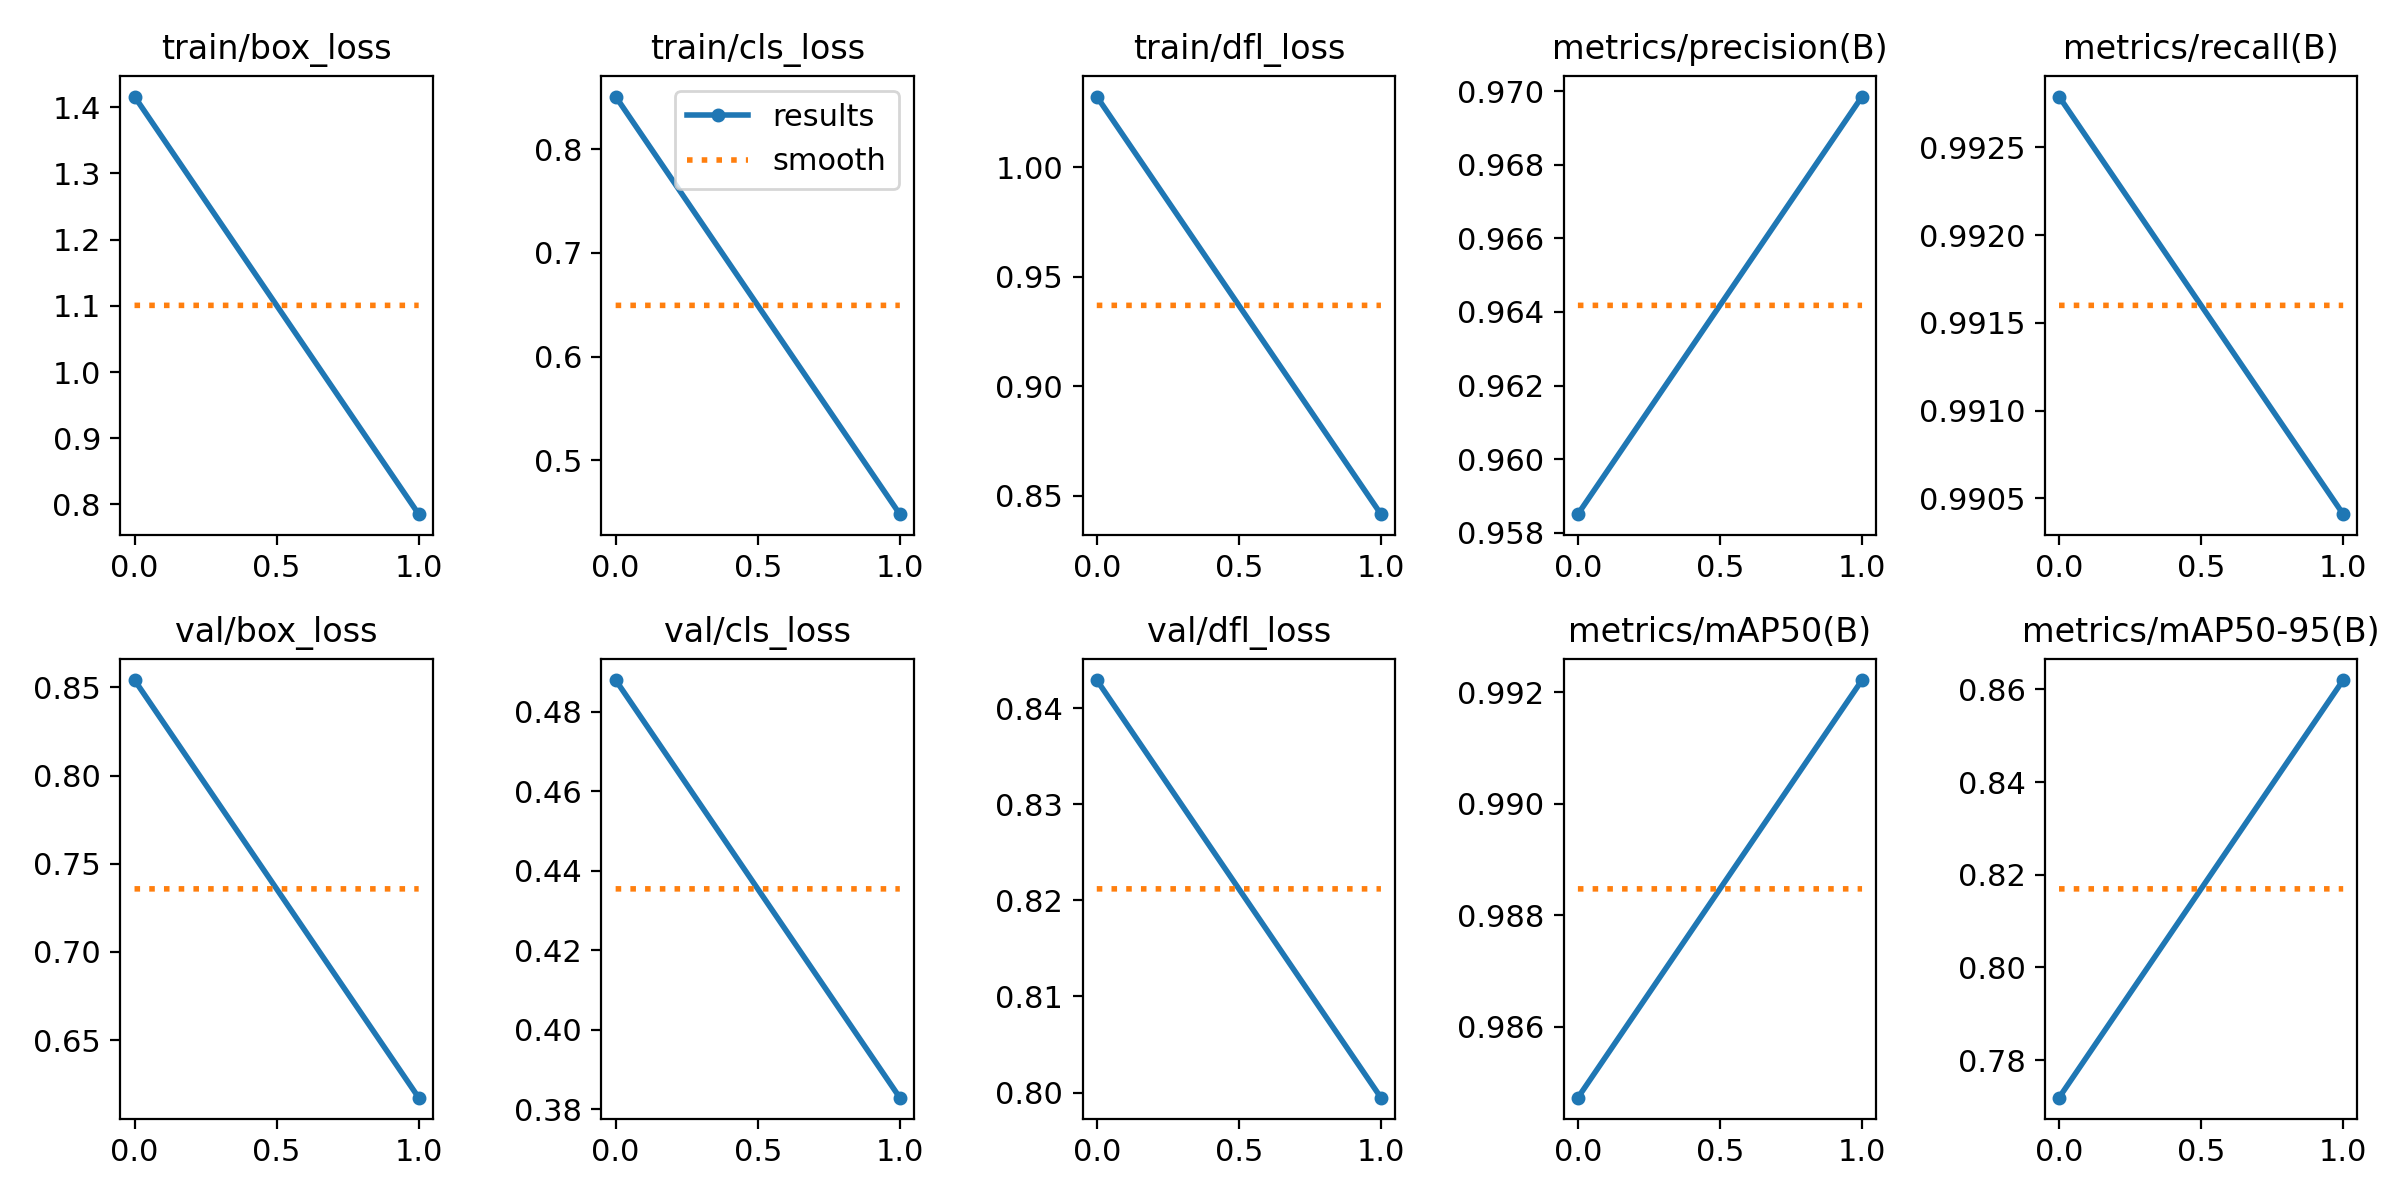 train/box_loss
1.4
1.3
1.2
1.1
1.0
0.9
0.8
0.0 0.5 1.0
train/cls_loss
results
smooth
0.8
0.7
0.6
0.5
0.0 0.5 1.0
train/dfl_loss
1.00
0.95
0.90
0.85
0.0 0.5 1.0
metrics/precision(B)
0.970
0.968
0.966
0.964
0.962
0.960
0.958
0.0 0.5 1.0
metrics/recall(B)
0.9925
0.9920
0.9915
0.9910
0.9905
0.0 0.5 1.0
val/box_loss
0.85
0.80
0.75
0.70
0.65
0.0 0.5 1.0
val/cls_loss
0.48
0.46
0.44
0.42
0.40
0.38
0.0 0.5 1.0
val/dfl_loss
0.84
0.83
0.82
0.81
0.80
0.0 0.5 1.0
metrics/mAP50(B)
0.992
0.990
0.988
0.986
0.0 0.5 1.0
metrics/mAP50-95(B)
0.86
0.84
0.82
0.80
0.78
0.0 0.5 1.0